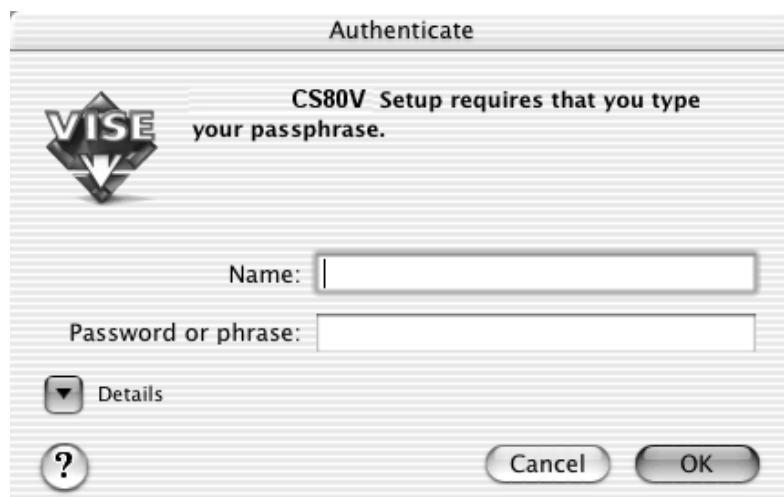 Authenticate
VISE
CS80V Setup requires that you type
your passphrase.
Name:
Password or phrase:
Details
?
Cancel
OK